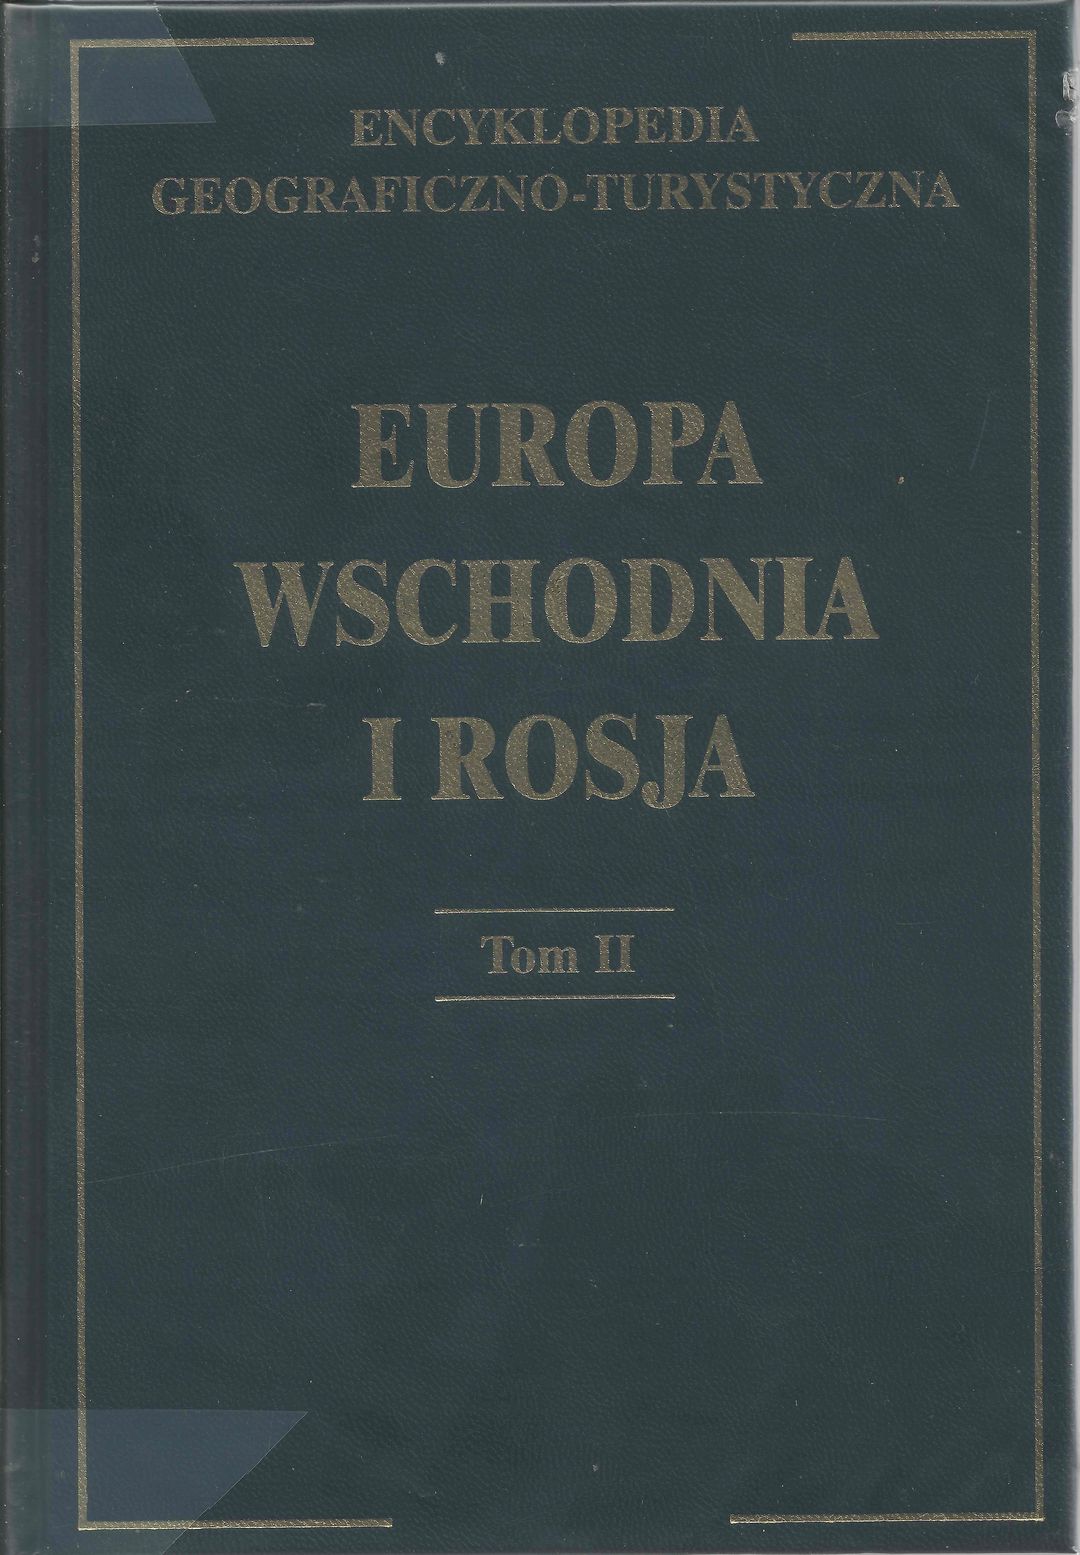 ENCYKLOPEDIA
GEOGRAFICZNO-TURYSTYCZNA
EUROPA
WSCHODNIA
I ROSJA
Tom II